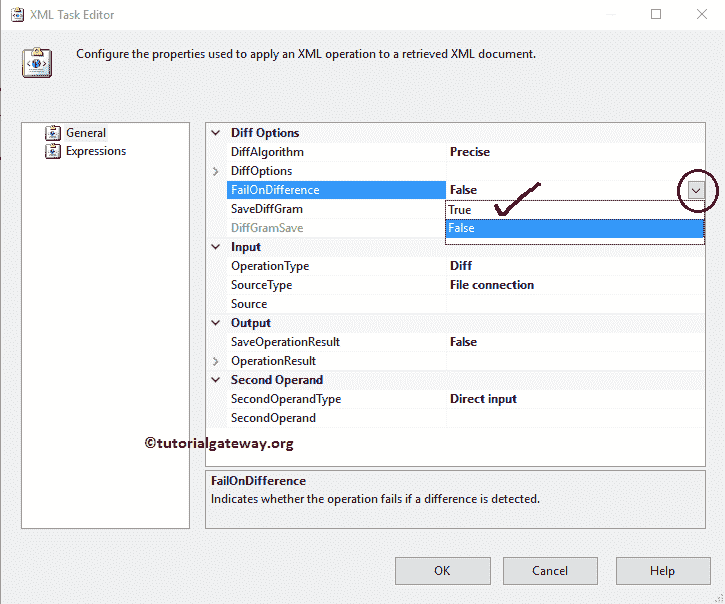 XML Task Editor
Configure the properties used to apply an XML operation to a retrieved XML document.
General
Expressions
Diff Options
DiffAlgorithm Precise
DiffOptions
FailOnDifference False
True
SaveDiffGram
False
DiffGramSave
Input
OperationType Diff
SourceType File connection
Source
Output
SaveOperationResult False
OperationResult
Second Operand
SecondOperandType Direct input
SecondOperand
©tutorialgateway.org
FailOnDifference
Indicates whether the operation fails if a difference is detected.
OK Cancel Help